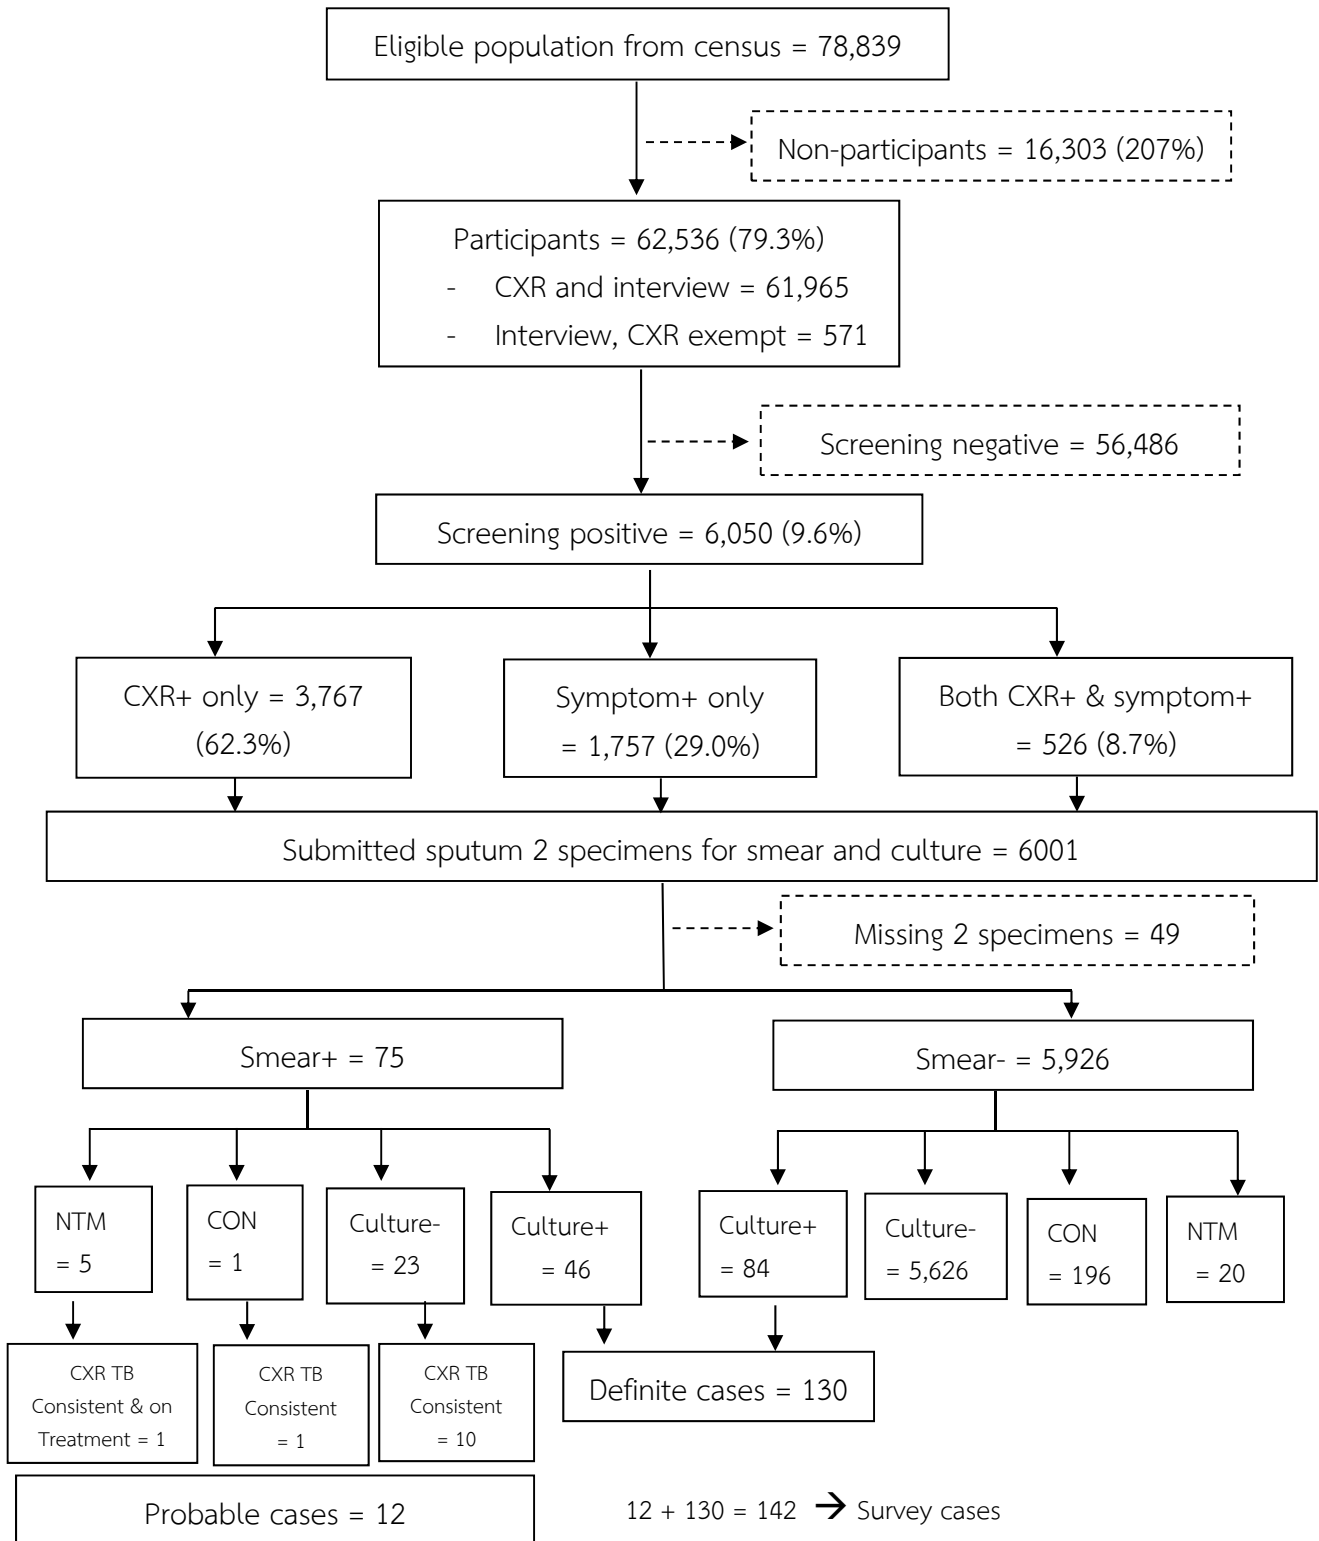 Eligible population from census = 78,839
Non-participants = 16,303 (207%)
Participants = 62,536 (79.3%)
- CXR and interview = 61,965
- Interview, CXR exempt = 571
Screening negative = 56,486
Screening positive = 6,050 (9.6%)
CXR+ only = 3,767
(62.3%)
Symptom+ only
= 1,757 (29.0%)
Both CXR+ & symptom+
= 526 (8.7%)
Submitted sputum 2 specimens for smear and culture = 6001
Missing 2 specimens = 49
Smear+ = 75
Smear- = 5,926
NTM
= 5
CON
= 1
Culture-
= 23
Culture+
= 46
Culture+
= 84
Culture-
= 5,626
CON
= 196
NTM
= 20
CXR TB
Consistent & on
Treatment = 1
CXR TB
Consistent
= 1
CXR TB
Consistent
= 10
Definite cases = 130
Probable cases = 12
12 + 130 = 142 → Survey cases